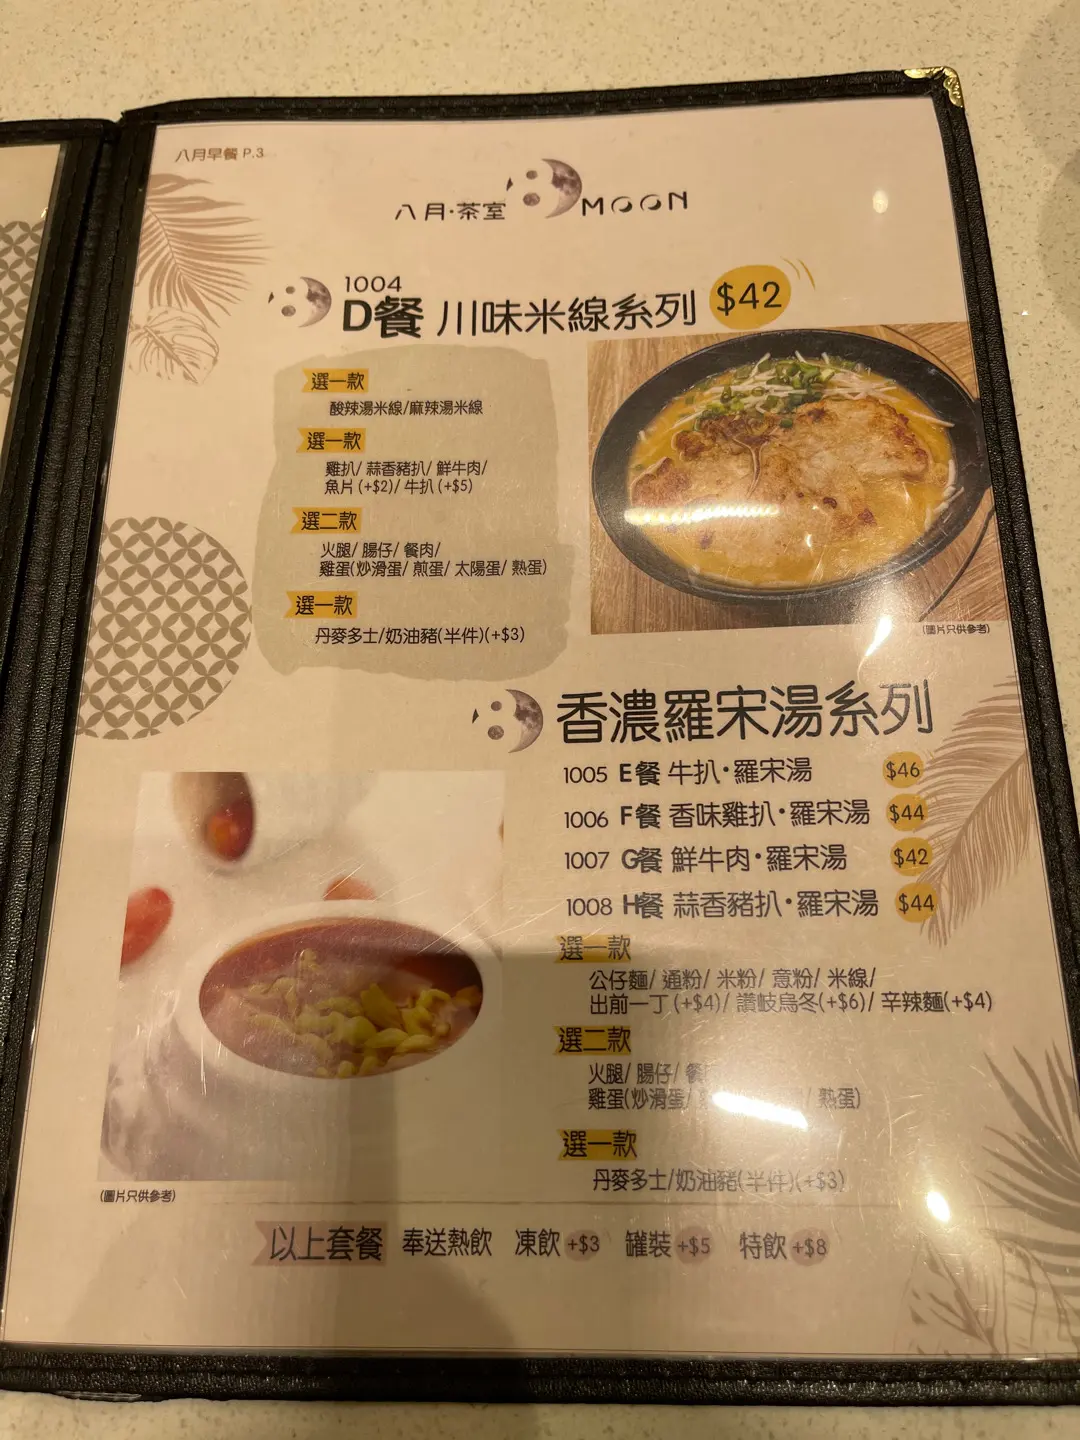 八月早餐 P.3
八月·茶室 MOON
1004
D餐 川味米線系列 $42
選一款
酸辣湯米線/麻辣湯米線
選一款
雞扒/ 蒜香豬扒/ 鮮牛肉/
魚片(+$2)/ 牛扒(+$5)
選二款
火腿/ 腸仔/ 餐肉/
雞蛋(炒滑蛋/ 煎蛋/ 太陽蛋/ 熟蛋)
選一款
丹麥多士/奶油豬(半件)(+$3)
(圖片只供參考)
香濃羅宋湯系列
1005 E餐 牛扒·羅宋湯 $46
1006 F餐 香味雞扒·羅宋湯 $44
1007 G餐 鮮牛肉·羅宋湯 $42
1008 H餐 蒜香豬扒·羅宋湯 $44
選一款
公仔麵/ 通粉/ 米粉/ 意粉/ 米線/
出前一丁(+$4)/ 讚岐烏冬(+$6)/ 辛辣麵(+$4)
選二款
火腿/ 腸仔/ 餐
雞蛋(炒滑蛋/ / 熟蛋)
選一款
丹麥多士/奶油豬(半件)(+$3)
(圖片只供參考)
以上套餐 奉送熱飲 凍飲+$3 罐裝+$5 特飲+$8